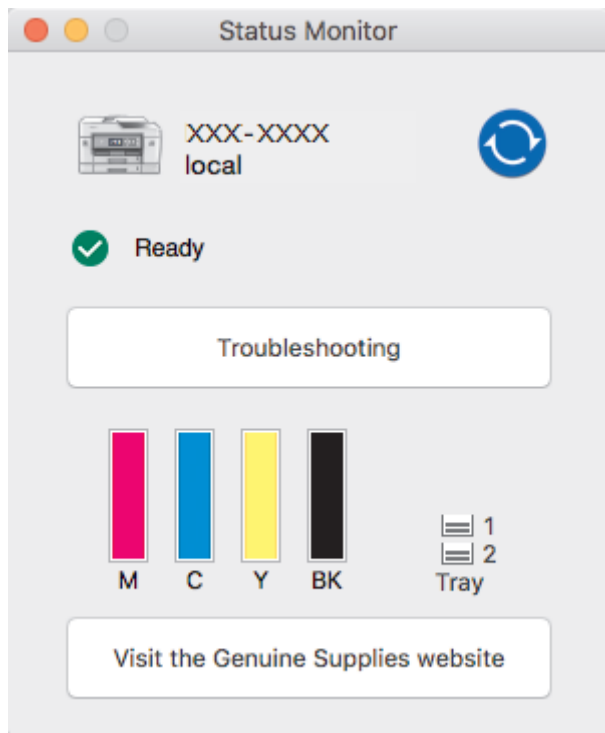 Status Monitor
XXX-XXXX
local
Ready
Troubleshooting
M C Y BK
1
2
Tray
Visit the Genuine Supplies website